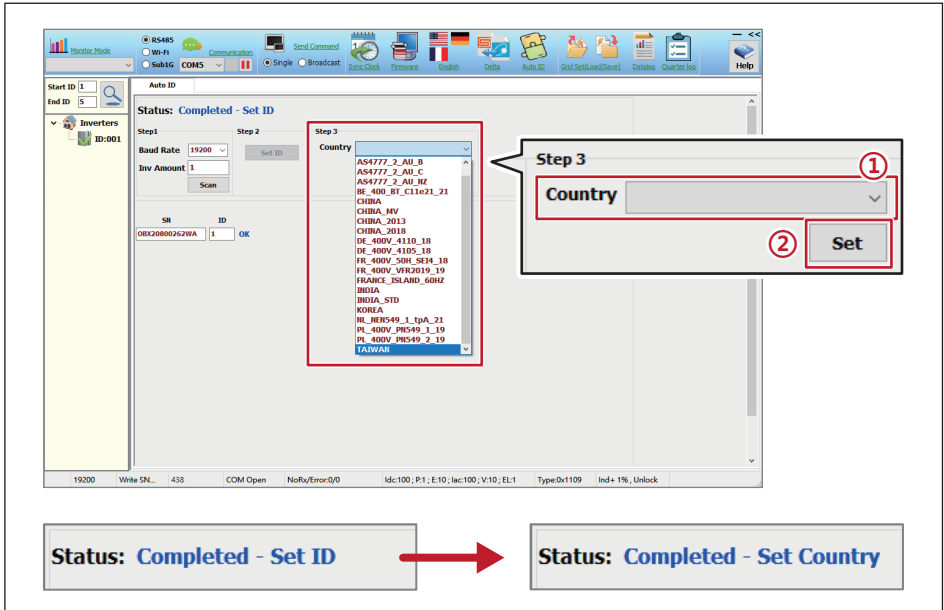 Monitor Mode
RS485
Wi-Fi
Sub1G
COM5
Communication
Send Command
Single
Broadcast
Sync Clock
Firmware
English
Delta
Auto ID
Grid Set(Load/Save)
Datalog
Quarter log
— <<
Help
Start ID 1
End ID 5
Inverters
ID:001
Auto ID
Status: Completed - Set ID
Step1
Baud Rate 19200
Inv Amount 1
Scan
Step 2
Set ID
Step 3
Country
AS4777_2_AU_B
AS4777_2_AU_C
AS4777_2_AU_NZ
BE_400_BT_C11e21_21
CHINA
CHINA_MV
CHINA_2013
CHINA_2018
DE_400V_4110_18
DE_400V_4105_18
FR_400V_50H_SEI4_18
FR_400V_VFR2019_19
FRANCE_ISLAND_60HZ
INDIA
INDIA_STD
KOREA
NL_NEN549_1_tpA_21
PL_400V_PN549_1_19
PL_400V_PN549_2_19
TAIWAN
SN ID
OBX20800262WA 1 OK
Step 3
①
Country
② Set
19200 Write SN... 438 COM Open NoRx/Error:0/0 Idc:100 ; P:1 ; E:10 ; Iac:100 ; V:10 ; EL:1 Type:0x1109 Ind+ 1% , Unlock
Status: Completed - Set ID
Status: Completed - Set Country